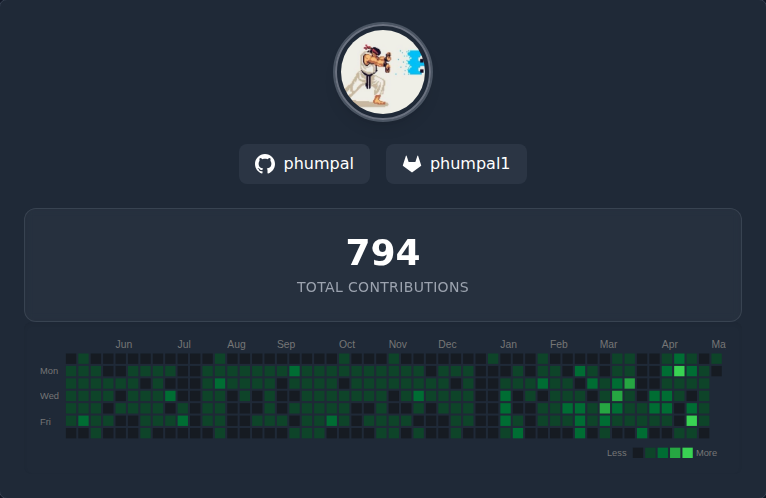 phumpal phumpal1
794
TOTAL CONTRIBUTIONS
Jun Jul Aug Sep Oct Nov Dec Jan Feb Mar Apr Ma
Mon
Wed
Fri
Less More